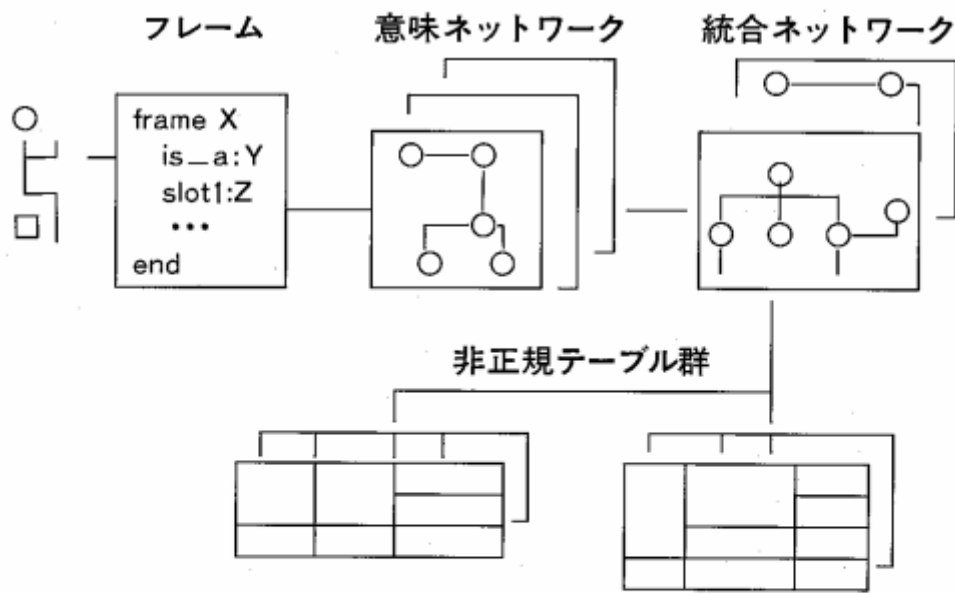 フレーム
意味ネットワーク
統合ネットワーク
frame X
is_a:Y
slot1:Z
•••
end
非正規テーブル群